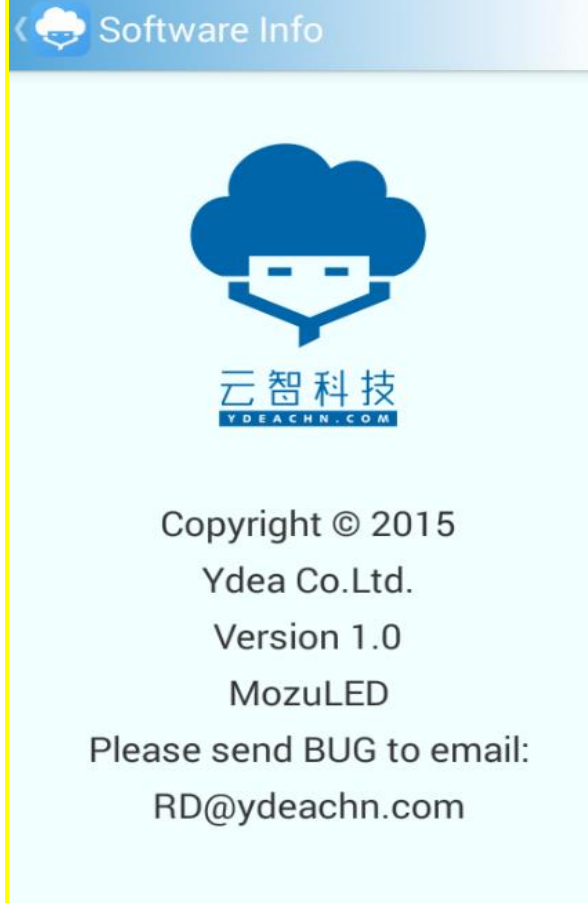 Software Info
云智科技
YDEACHN.COM
Copyright © 2015
Ydea Co.Ltd.
Version 1.0
MozuLED
Please send BUG to email:
RD@ydeachn.com